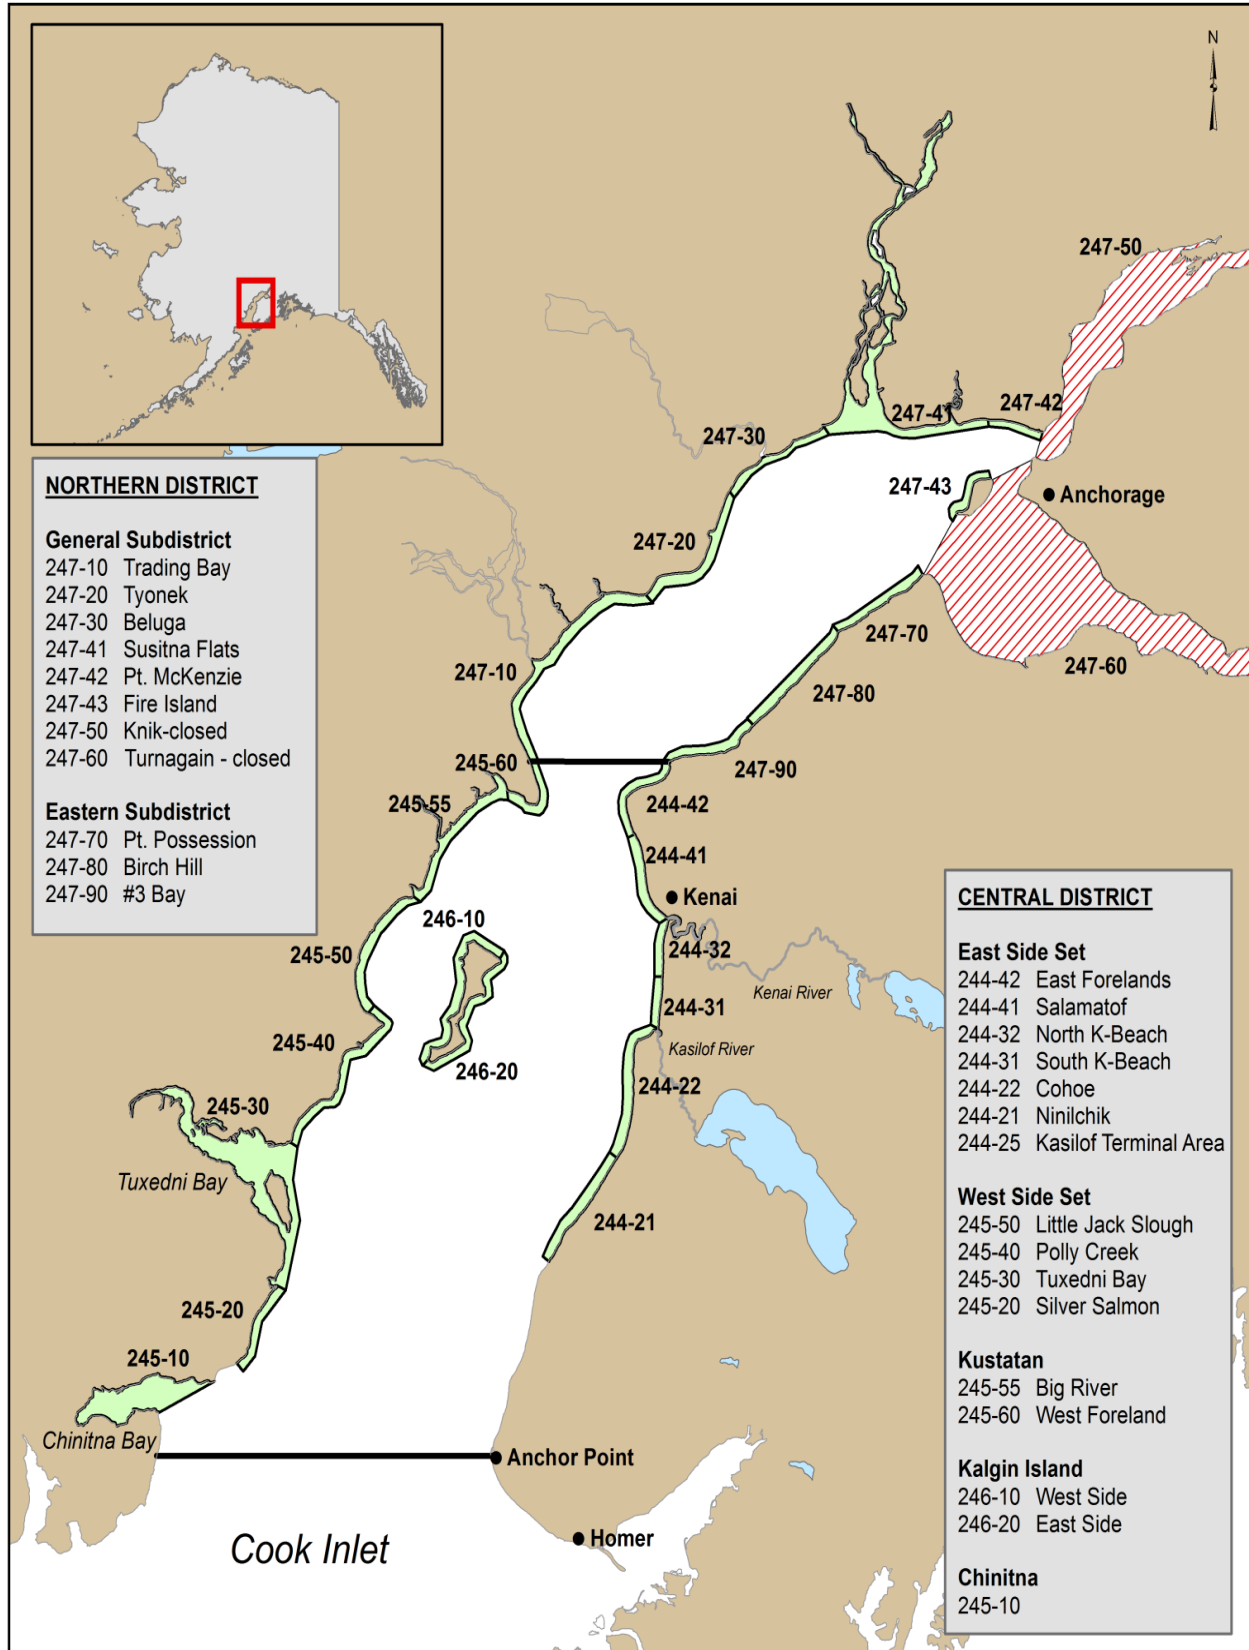 N
247-50
247-41
247-42
247-30
247-43
Anchorage
247-20
247-70
247-60
247-10
247-80
245-60
247-90
245-55
244-42
244-41
Kenai
246-10
244-32
245-50
Kenai River
244-31
245-40
Kasilof River
246-20
244-22
245-30
Tuxedni Bay
244-21
245-20
245-10
Chinitna Bay
Anchor Point
Homer
Cook Inlet
NORTHERN DISTRICT
General Subdistrict
247-10 Trading Bay
247-20 Tyonek
247-30 Beluga
247-41 Susitna Flats
247-42 Pt. McKenzie
247-43 Fire Island
247-50 Knik-closed
247-60 Turnagain - closed
Eastern Subdistrict
247-70 Pt. Possession
247-80 Birch Hill
247-90 #3 Bay
CENTRAL DISTRICT
East Side Set
244-42 East Forelands
244-41 Salamatof
244-32 North K-Beach
244-31 South K-Beach
244-22 Cohoe
244-21 Ninilchik
244-25 Kasilof Terminal Area
West Side Set
245-50 Little Jack Slough
245-40 Polly Creek
245-30 Tuxedni Bay
245-20 Silver Salmon
Kustatan
245-55 Big River
245-60 West Foreland
Kalgin Island
246-10 West Side
246-20 East Side
Chinitna
245-10